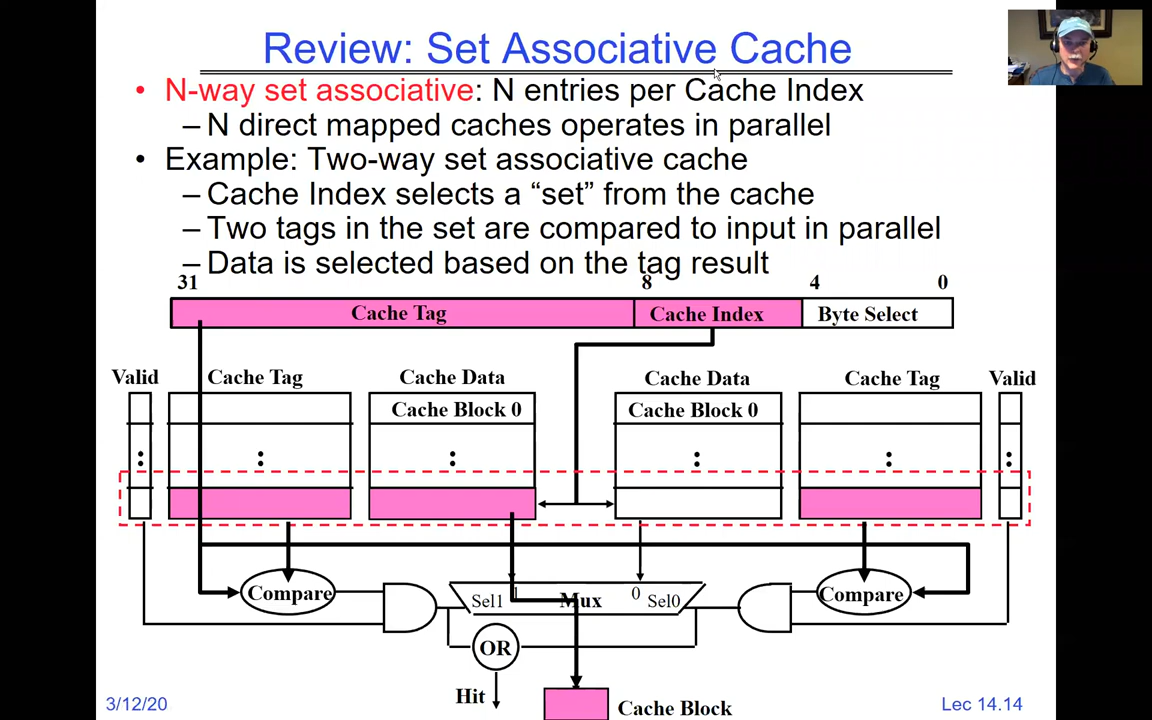 Review: Set Associative Cache
• N-way set associative: N entries per Cache Index
– N direct mapped caches operates in parallel
• Example: Two-way set associative cache
– Cache Index selects a “set” from the cache
– Two tags in the set are compared to input in parallel
– Data is selected based on the tag result
31 8 4 0
Cache Tag Cache Index Byte Select
Valid Cache Tag Cache Data Cache Data Cache Tag Valid
Cache Block 0 Cache Block 0
: : : : : :
Compare Sel1 1 Mux 0 Sel0 Compare
OR
Hit
Cache Block
3/12/20 Lec 14.14